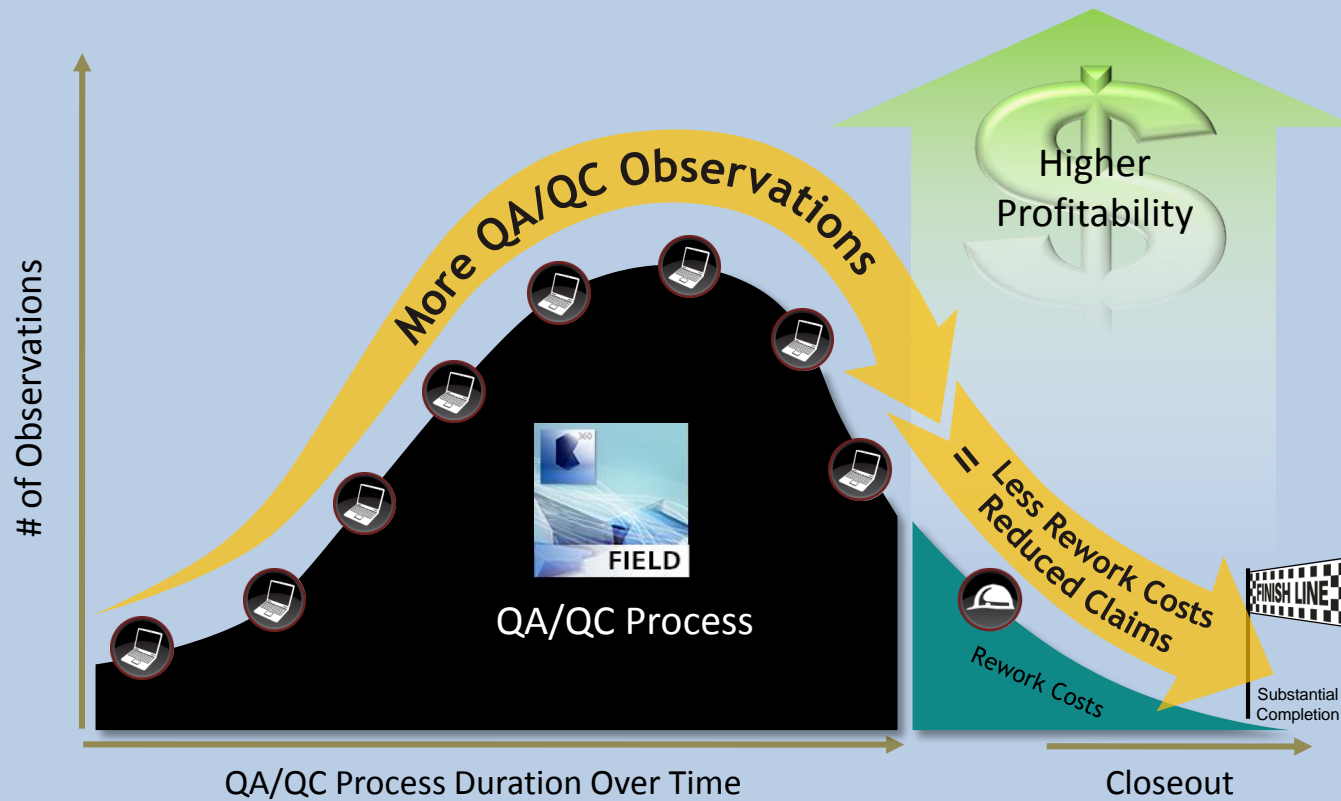 Higher
Profitability
More QA/QC Observations
# of Observations
360
FIELD
QA/QC Process
= Less Rework Costs
Reduced Claims
FINISH LINE
Rework Costs
Substantial
Completion
QA/QC Process Duration Over Time
Closeout